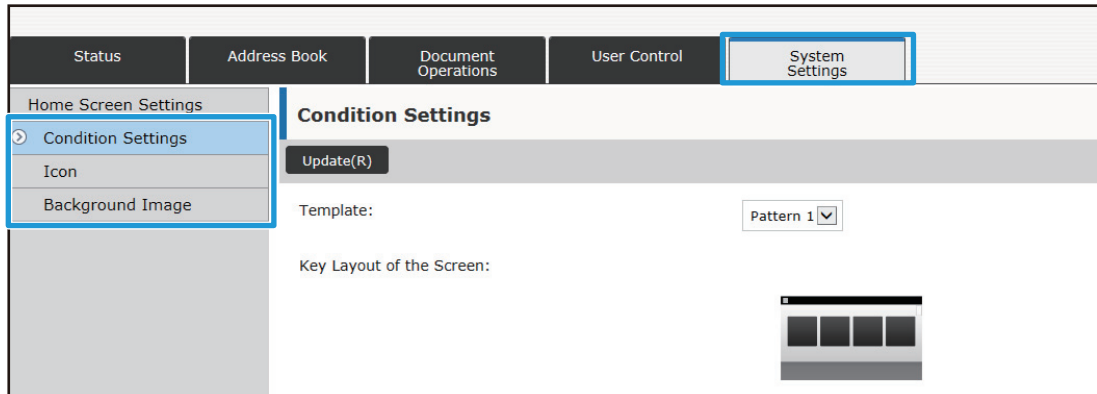 Status
Address Book
Document
Operations
User Control
System
Settings
Home Screen Settings
Condition Settings
Icon
Background Image
Condition Settings
Update(R)
Template:
Pattern 1
Key Layout of the Screen: